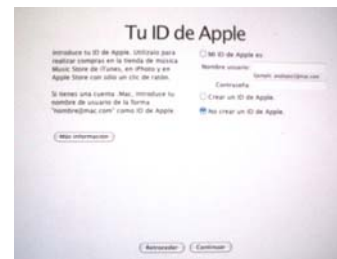 Tu ID de Apple
Introduce tu ID de Apple. Utilízalo para
realizar compras en la tienda de música
Music Store de iTunes, en iPhoto y en
Apple Store con sólo un clic de ratón.
Si tienes una cuenta .Mac, introduce tu
nombre de usuario de la forma
"nombre@mac.com" como ID de Apple.
Más información
Mi ID de Apple es:
Nombre usuario:
Contraseña:
Crear un ID de Apple.
No crear un ID de Apple.
Retroceder
Continuar